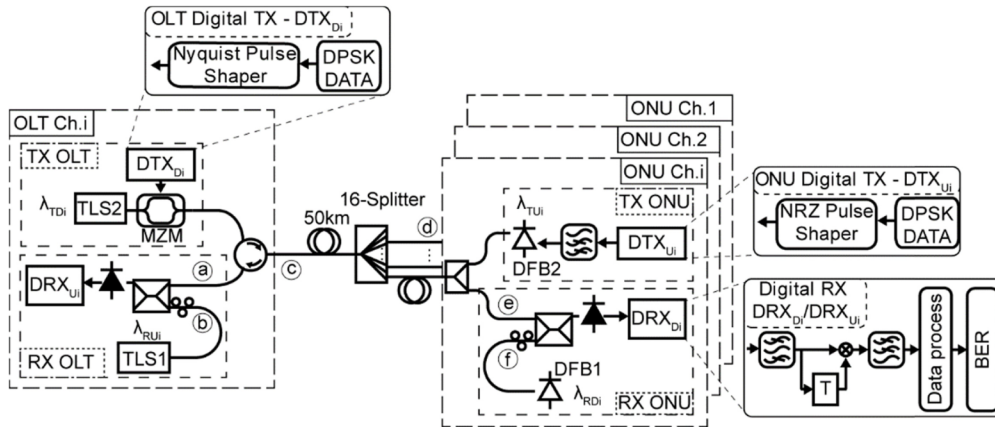 OLT Digital TX - DTX_Di
Nyquist Pulse
Shaper
DPSK
DATA
OLT Ch.i
TX OLT
DTX_Di
λ_TDi
TLS2
MZM
DRX_Ui
a
b
λ_RUi
TLS1
RX OLT
c
50km
16-Splitter
d
ONU Ch.1
ONU Ch.2
ONU Ch.i
TX ONU
λ_TUi
DFB2
DTX_Ui
e
DRX_Di
f
DFB1
λ_RDi
RX ONU
ONU Digital TX - DTX_Ui
NRZ Pulse
Shaper
DPSK
DATA
Digital RX
DRX_Di/DRX_Ui
T
Data process
BER